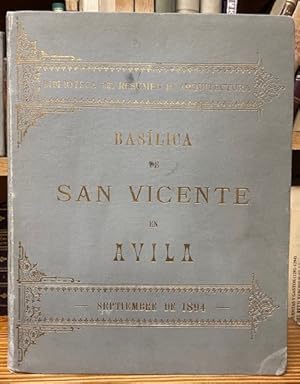 BIBLIOTECA DEL RESUMEN DE ARQUITECTURA
BASÍLICA
DE
SAN VICENTE
EN
AVILA
SEPTIEMBRE DE 1894